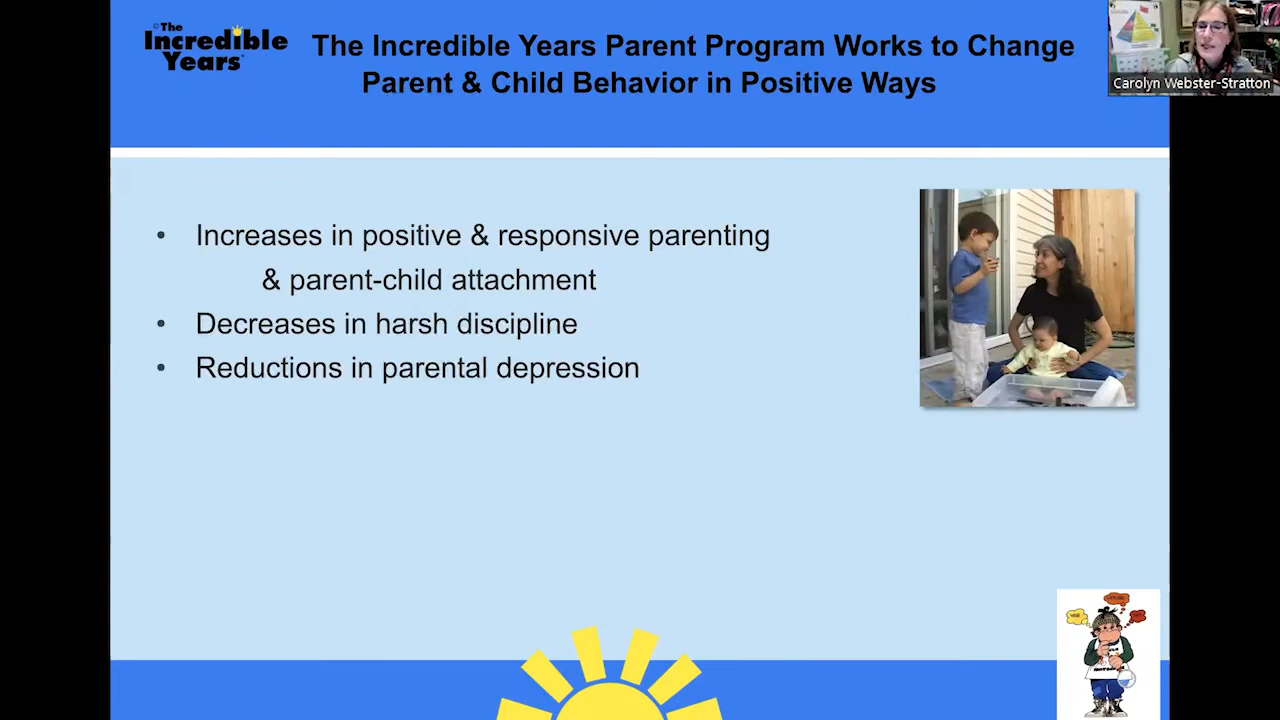 ©The
Incredible
Years®
The Incredible Years Parent Program Works to Change
Parent & Child Behavior in Positive Ways
Carolyn Webster-Stratton
• Increases in positive & responsive parenting
& parent-child attachment
• Decreases in harsh discipline
• Reductions in parental depression